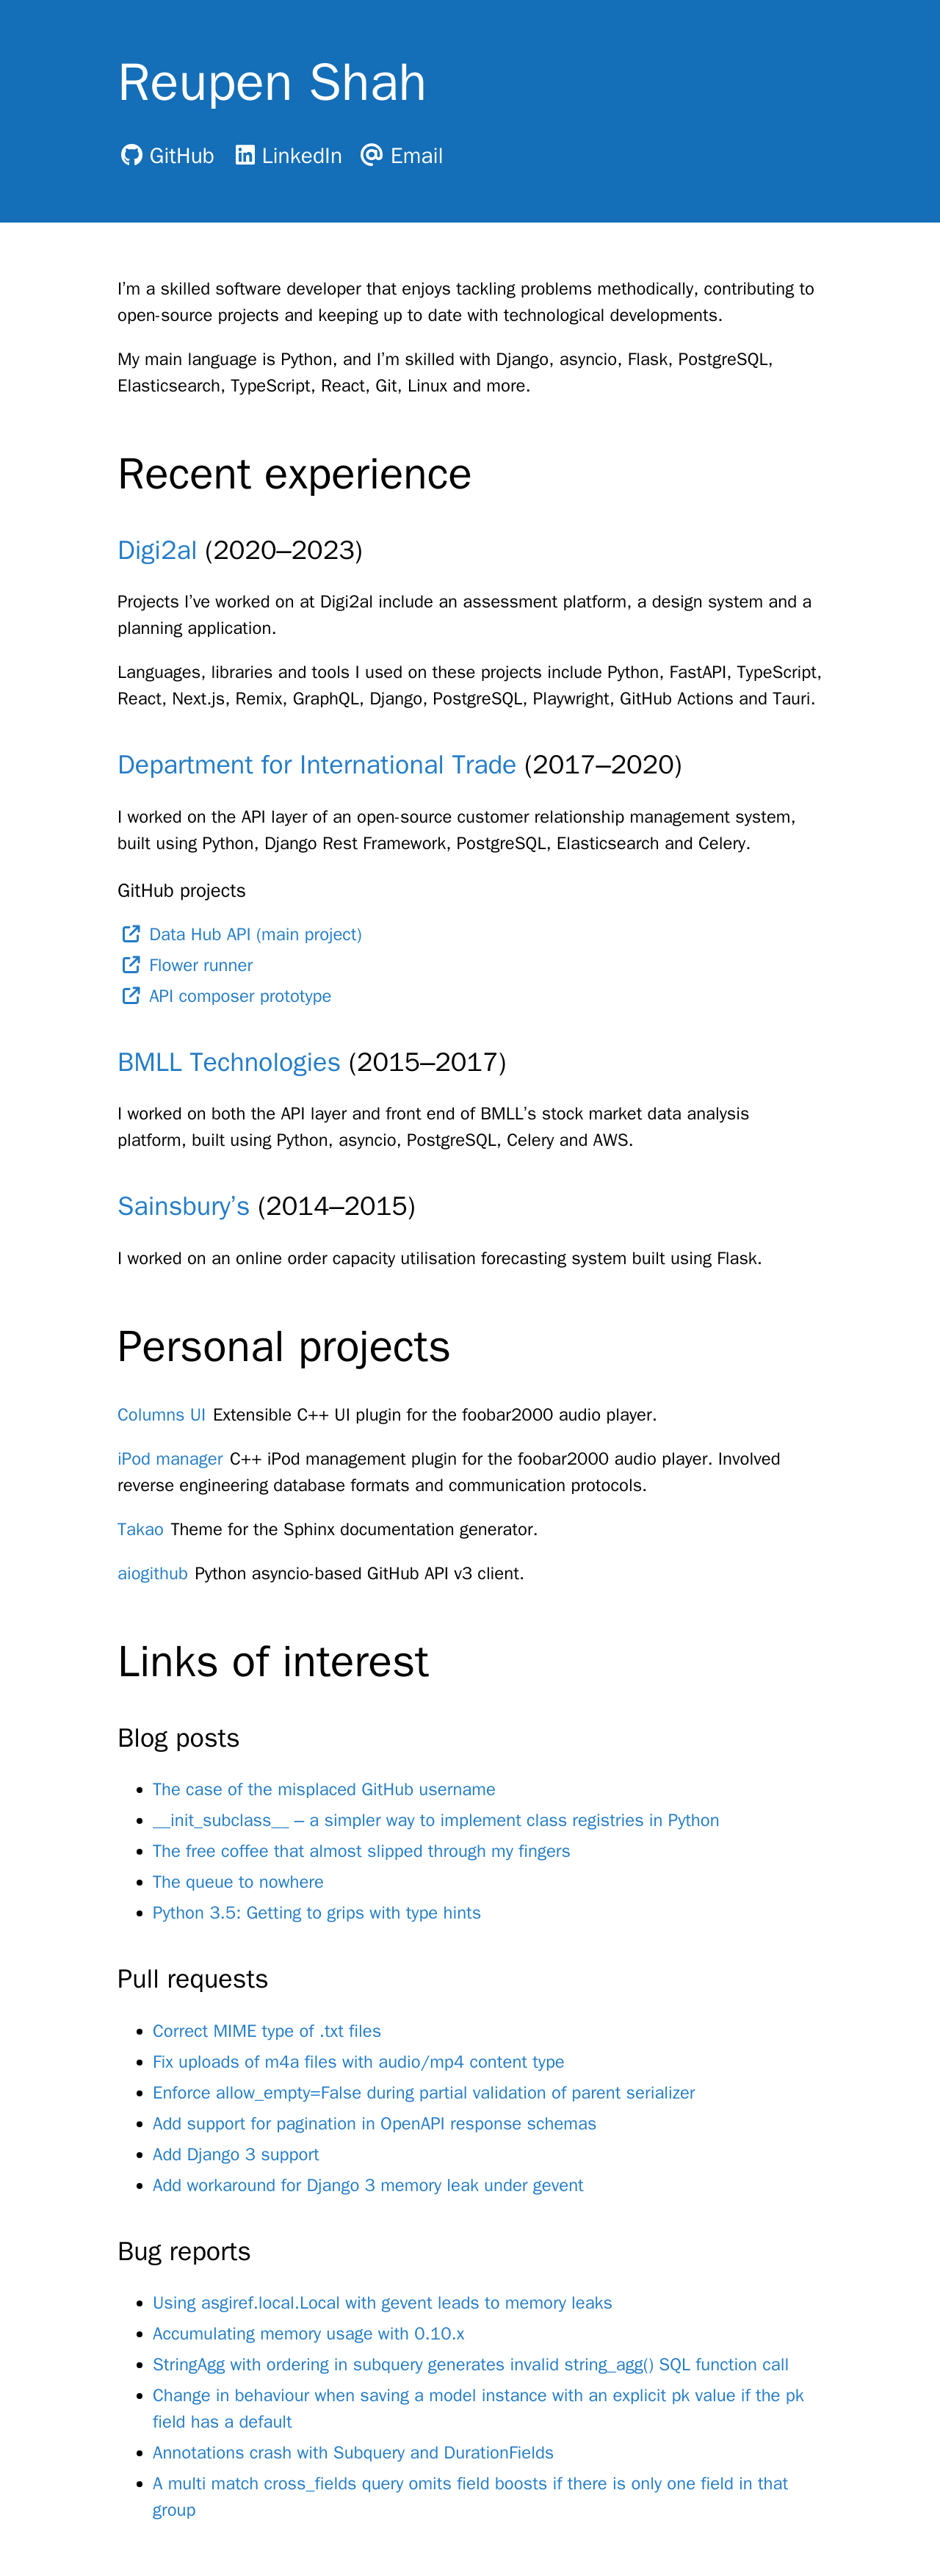 Reupen Shah
GitHub LinkedIn Email
I’m a skilled software developer that enjoys tackling problems methodically, contributing to
open-source projects and keeping up to date with technological developments.
My main language is Python, and I’m skilled with Django, asyncio, Flask, PostgreSQL,
Elasticsearch, TypeScript, React, Git, Linux and more.
Recent experience
Digi2al (2020–2023)
Projects I’ve worked on at Digi2al include an assessment platform, a design system and a
planning application.
Languages, libraries and tools I used on these projects include Python, FastAPI, TypeScript,
React, Next.js, Remix, GraphQL, Django, PostgreSQL, Playwright, GitHub Actions and Tauri.
Department for International Trade (2017–2020)
I worked on the API layer of an open-source customer relationship management system,
built using Python, Django Rest Framework, PostgreSQL, Elasticsearch and Celery.
GitHub projects
Data Hub API (main project)
Flower runner
API composer prototype
BMLL Technologies (2015–2017)
I worked on both the API layer and front end of BMLL’s stock market data analysis
platform, built using Python, asyncio, PostgreSQL, Celery and AWS.
Sainsbury’s (2014–2015)
I worked on an online order capacity utilisation forecasting system built using Flask.
Personal projects
Columns UI Extensible C++ UI plugin for the foobar2000 audio player.
iPod manager C++ iPod management plugin for the foobar2000 audio player. Involved
reverse engineering database formats and communication protocols.
Takao Theme for the Sphinx documentation generator.
aiogithub Python asyncio-based GitHub API v3 client.
Links of interest
Blog posts
• The case of the misplaced GitHub username
• __init_subclass__ – a simpler way to implement class registries in Python
• The free coffee that almost slipped through my fingers
• The queue to nowhere
• Python 3.5: Getting to grips with type hints
Pull requests
• Correct MIME type of .txt files
• Fix uploads of m4a files with audio/mp4 content type
• Enforce allow_empty=False during partial validation of parent serializer
• Add support for pagination in OpenAPI response schemas
• Add Django 3 support
• Add workaround for Django 3 memory leak under gevent
Bug reports
• Using asgiref.local.Local with gevent leads to memory leaks
• Accumulating memory usage with 0.10.x
• StringAgg with ordering in subquery generates invalid string_agg() SQL function call
• Change in behaviour when saving a model instance with an explicit pk value if the pk
field has a default
• Annotations crash with Subquery and DurationFields
• A multi match cross_fields query omits field boosts if there is only one field in that
group